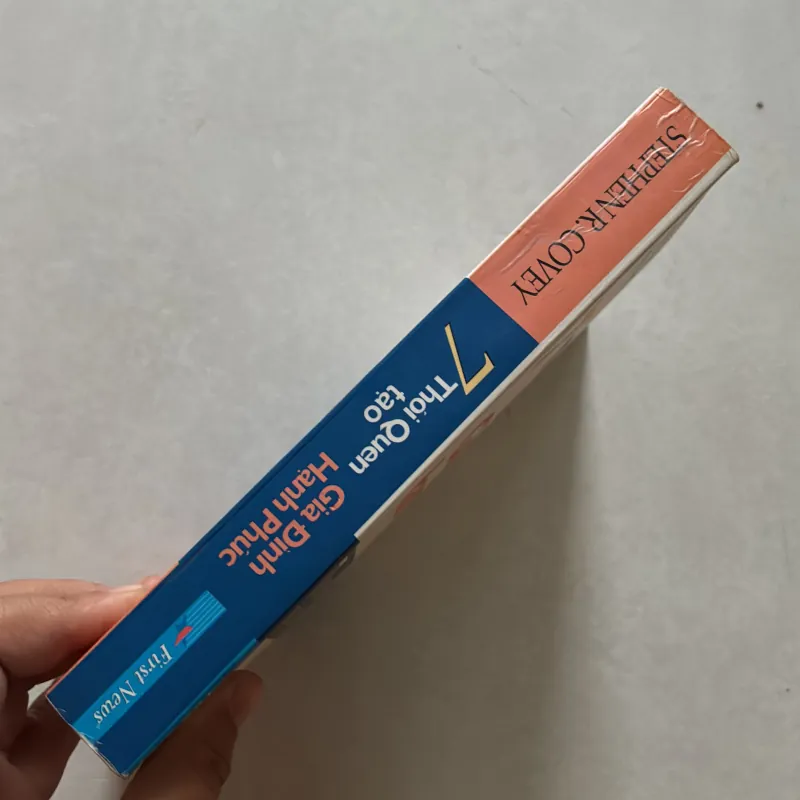 STEPHEN R. COVEY
7 Thói Quen
tạo
Gia Đình
Hạnh Phúc
First News